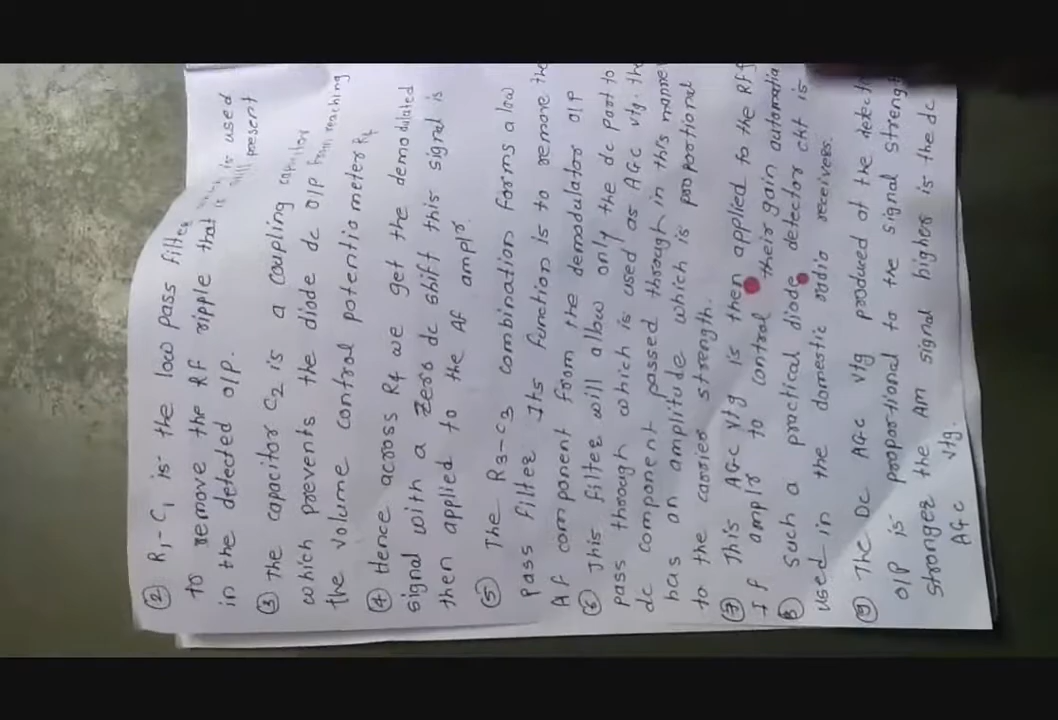 ② R1-C1 is the low pass filter which is used
to remove the RF ripple that is still present
in the detected O/P.
③ The capacitor C2 is a coupling capacitor
which prevents the diode dc O/P from reaching
the volume control potentiometer R4
④ Hence across R4 we get the demodulated
signal with a zero dc shift this signal is
then applied to the AF amplr.
⑤ The R3-C3 combination forms a low
pass filter Its function is to remove the
AF component from the demodulator O/P
⑥ This filter will allow only the dc part to
pass through which is used as AGC vtg. the
dc component passed through in this manner
has an amplitude which is proportional
to the carrier strength.
⑦ This AGC vtg is then applied to the RF f
IF amplr to control their gain automatica
⑧ Such a practical diode detector ckt is
used in the domestic radio receivers.
⑨ The DC AGC vtg produced at the detecto
O/P is proportional to the signal strengt
Stronger the AM signal higher is the dc
AGC vtg.